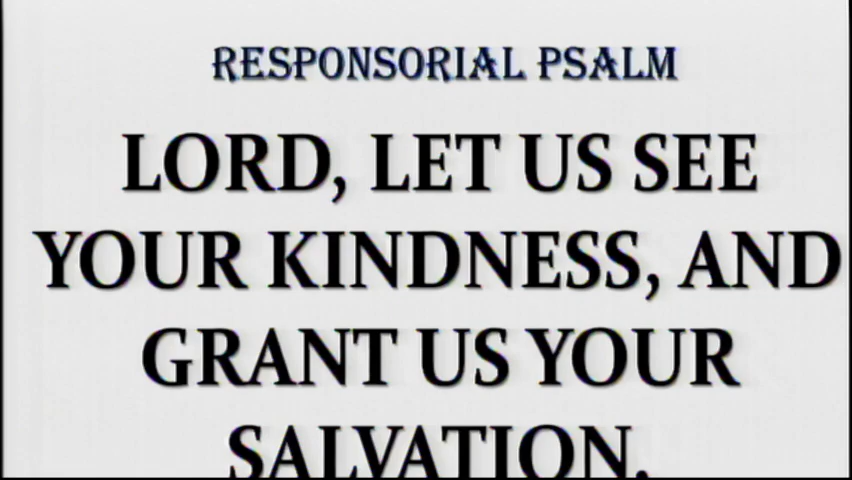 RESPONSORIAL PSALM
LORD, LET US SEE
YOUR KINDNESS, AND
GRANT US YOUR
SALVATION.